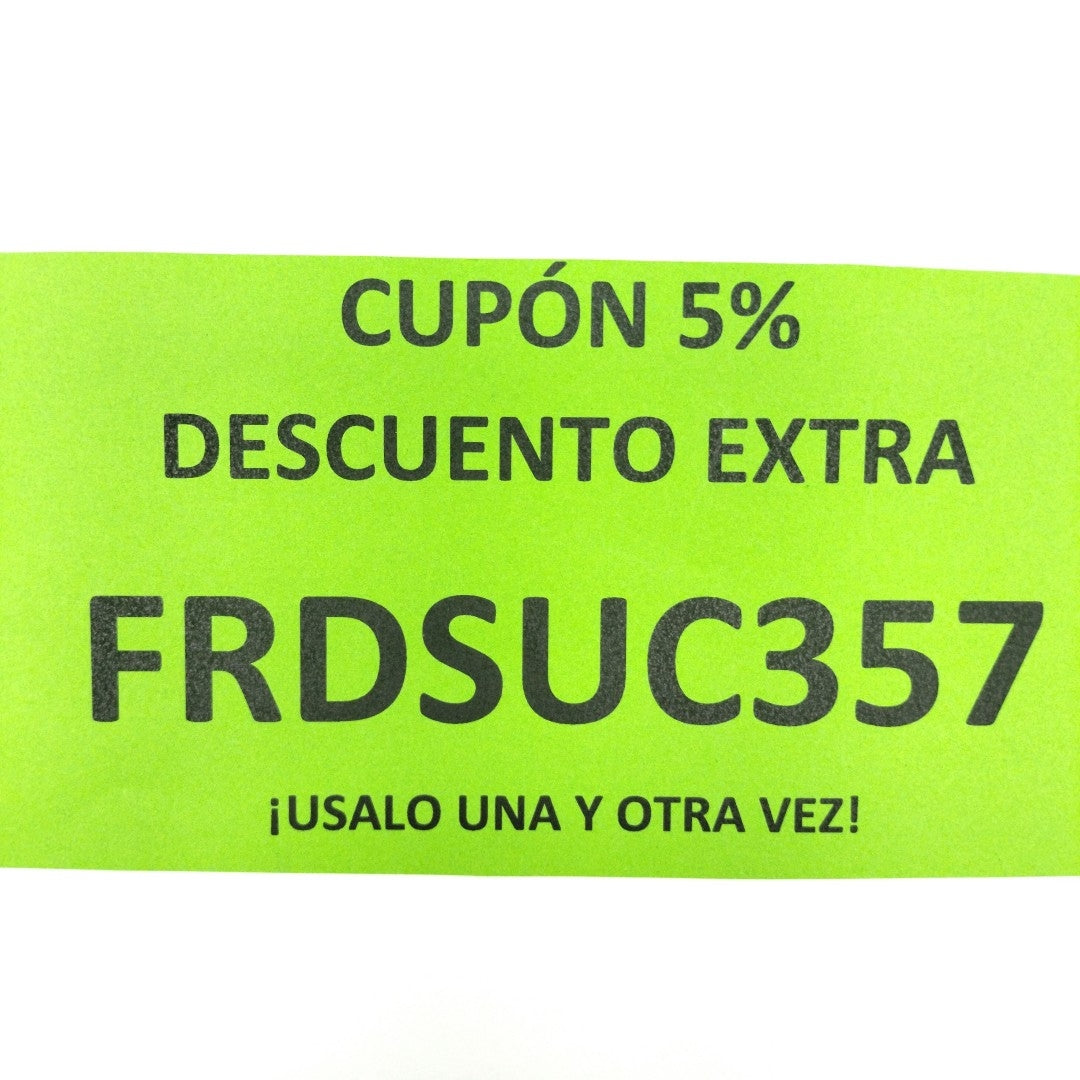 CUPÓN 5%
DESCUENTO EXTRA
FRDSUC357
¡USALO UNA Y OTRA VEZ!